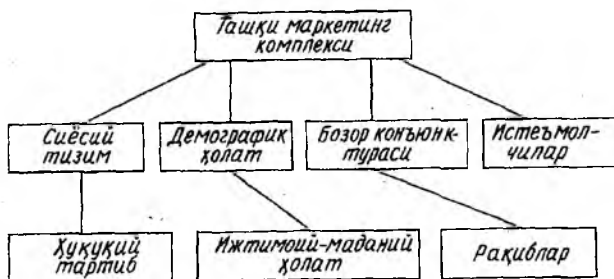 Ташқи маркетинг
комплекси
Сиёсий
тизим
Демографик
ҳолат
Бозор конъюнк-
тураси
Истеъмол-
чилар
Ҳуқуқий
тартиб
Ижтимоий-маданий
ҳолат
Рақиблар